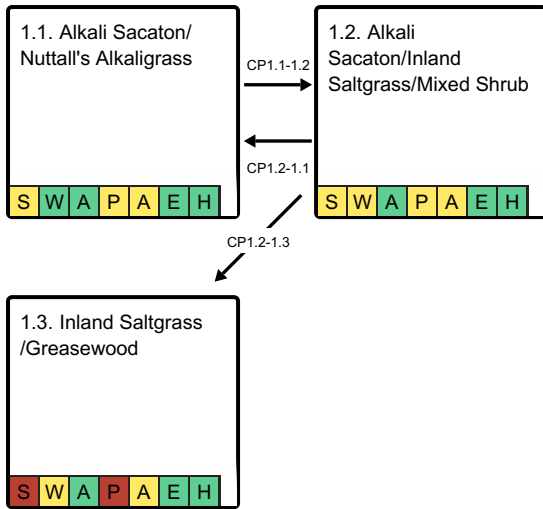 1.1. Alkali Sacaton/
Nuttall's Alkaligrass
S W A P A E H
CP1.1-1.2
CP1.2-1.1
1.2. Alkali
Sacaton/Inland
Saltgrass/Mixed Shrub
S W A P A E H
CP1.2-1.3
1.3. Inland Saltgrass
/Greasewood
S W A P A E H